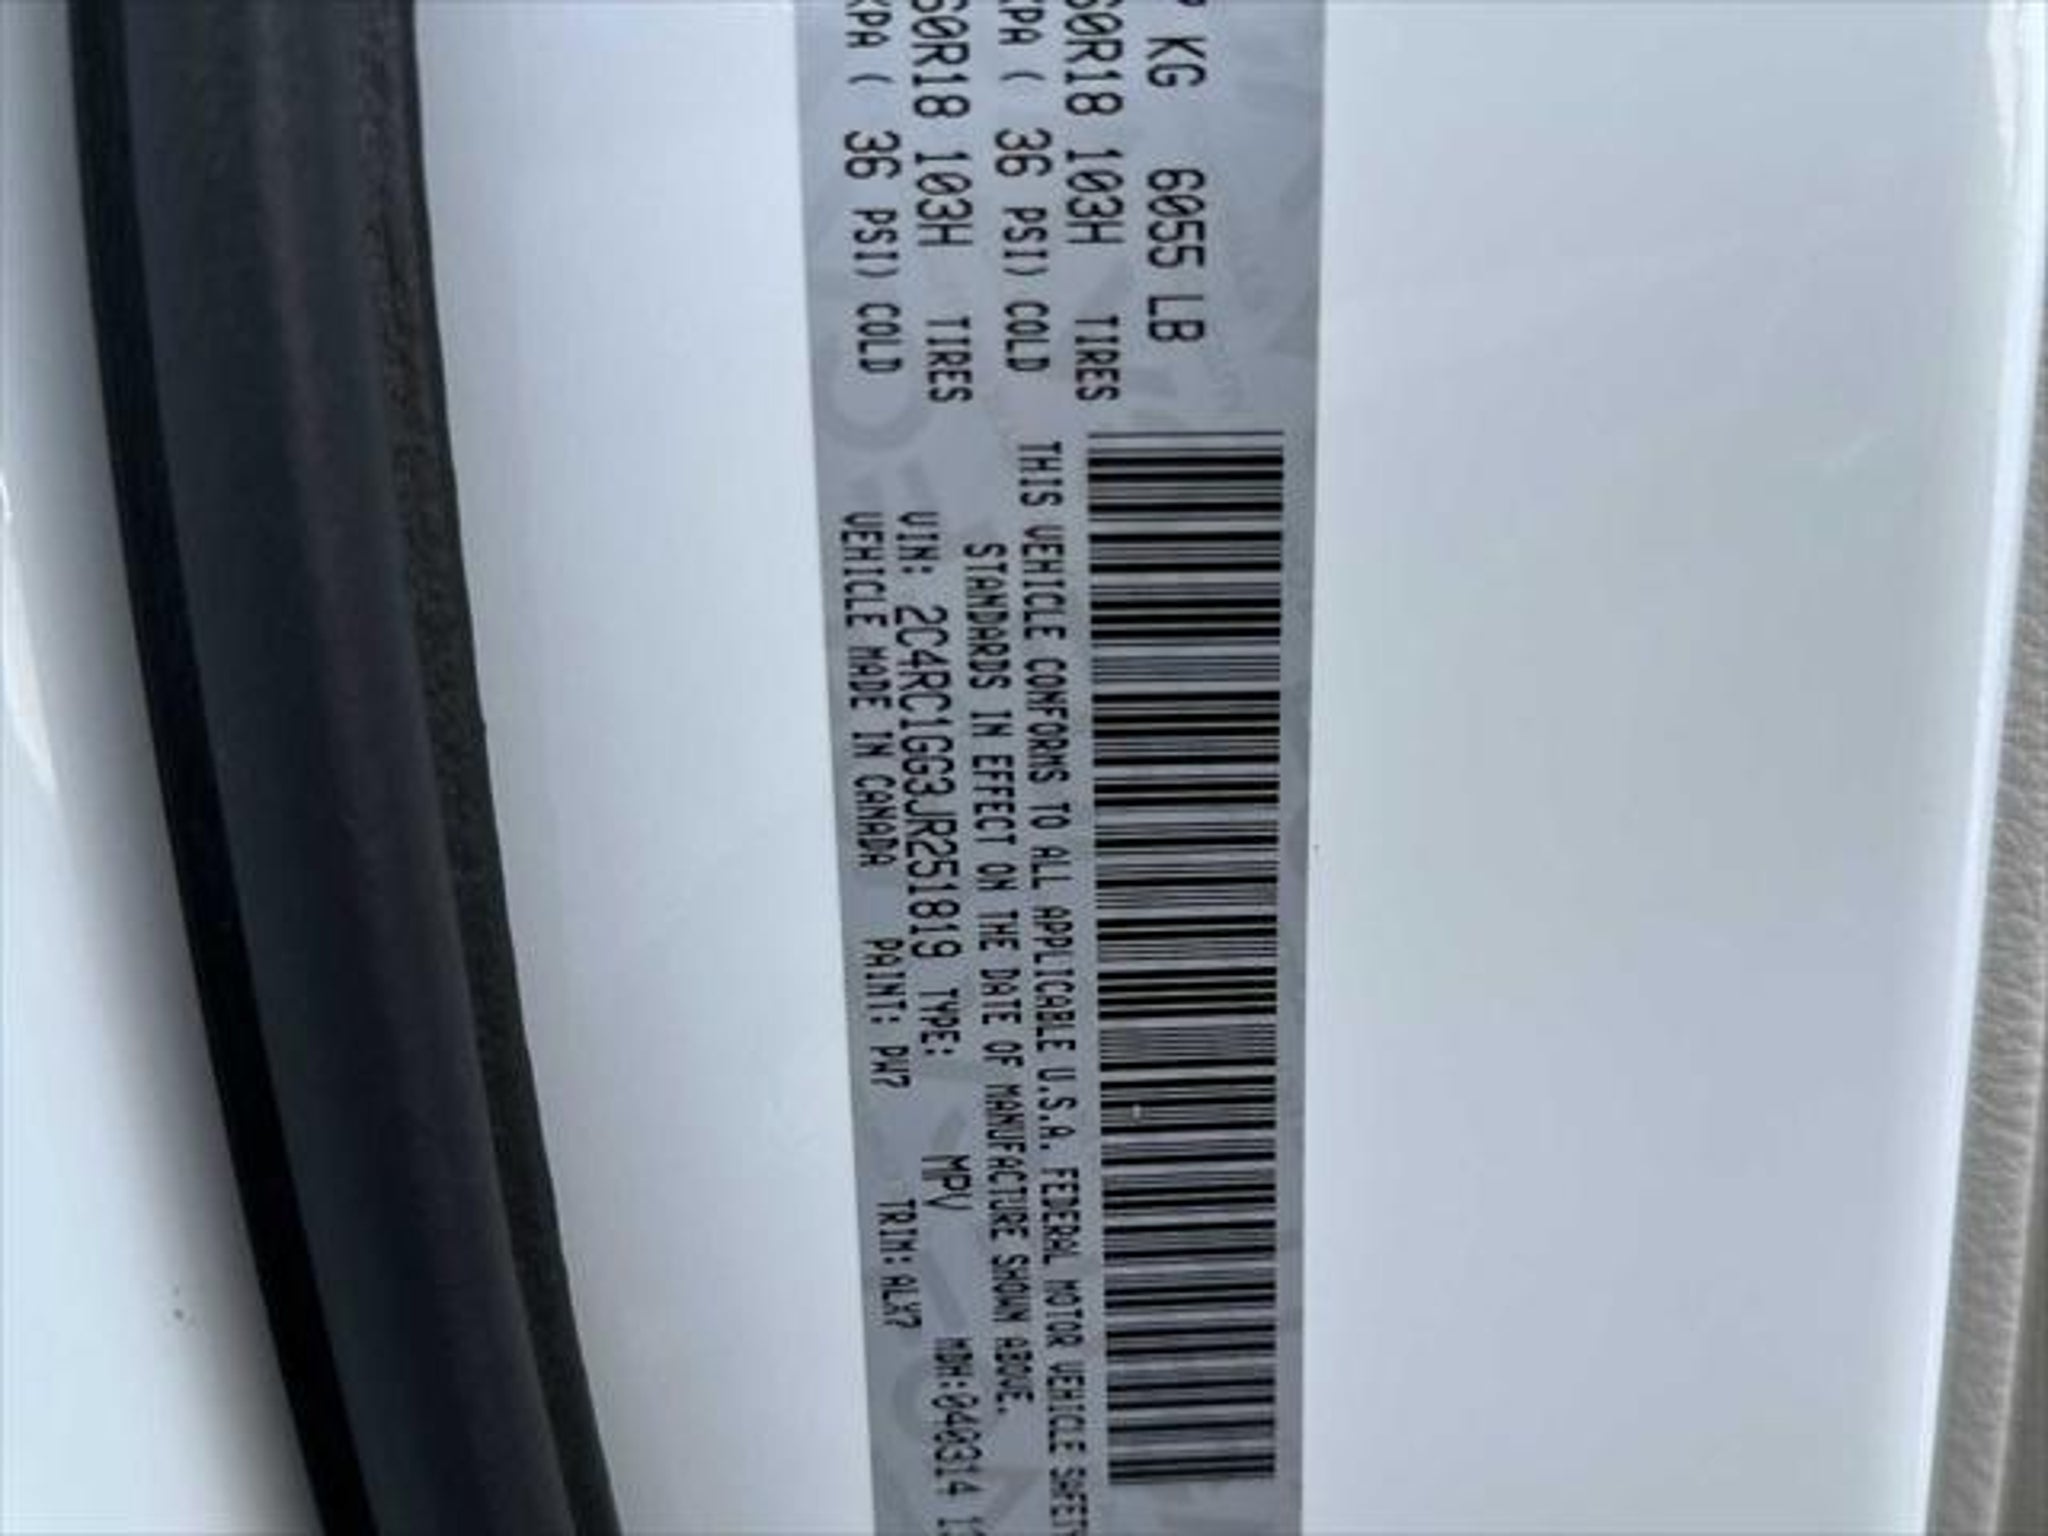 P KG 6055 LB
60R18 103H TIRES
KPA ( 36 PSI) COLD
60R18 103H TIRES
KPA ( 36 PSI) COLD
THIS VEHICLE CONFORMS TO ALL APPLICABLE U.S.A. FEDERAL MOTOR VEHICLE SAFETY
STANDARDS IN EFFECT ON THE DATE OF MANUFACTURE SHOWN ABOVE.
VIN: 2C4RC1GG3JR251819 TYPE: MPV MDH:040314
VEHICLE MADE IN CANADA PAINT: PW7 TRIM: ALX7